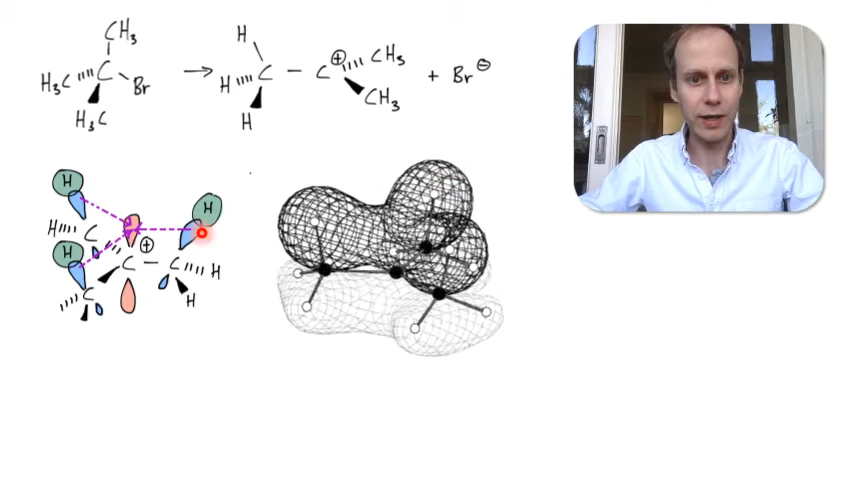 CH₃
H₃C C Br
H₃C
→
H
H C – C ⊕ CH₃
H CH₃
+ Br ⊖
H H
H C ⊕
H C – C H
C H